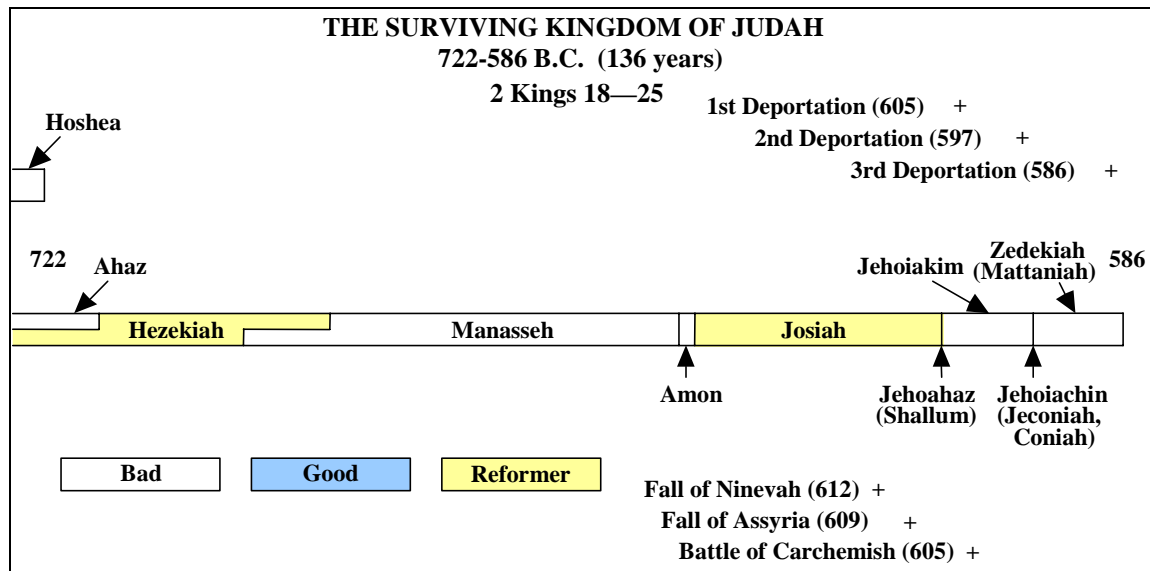 THE SURVIVING KINGDOM OF JUDAH
722-586 B.C. (136 years)
2 Kings 18—25
1st Deportation (605) +
2nd Deportation (597) +
3rd Deportation (586) +
Hoshea
722
Ahaz
Jehoiakim
Zedekiah
(Mattaniah)
586
Hezekiah
Manasseh
Josiah
Amon
Jehoahaz
(Shallum)
Jehoiachin
(Jeconiah,
Coniah)
Bad
Good
Reformer
Fall of Ninevah (612) +
Fall of Assyria (609) +
Battle of Carchemish (605) +